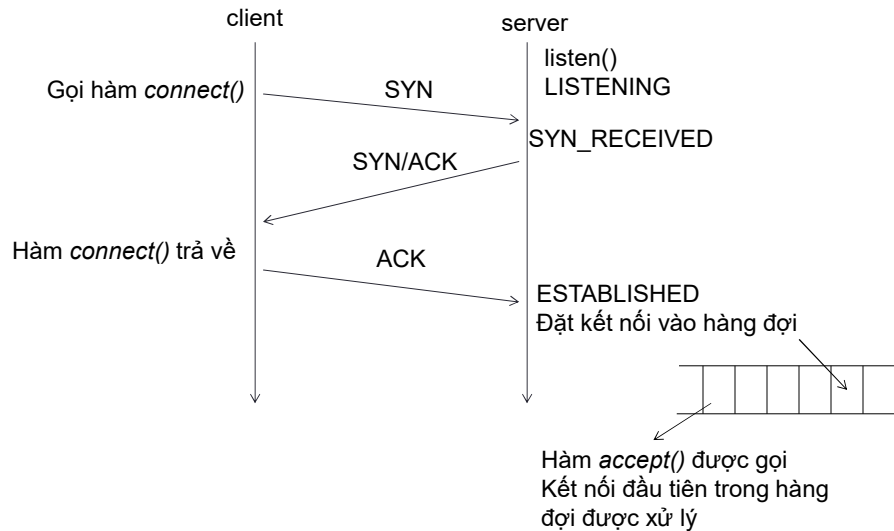 client
server
listen()
LISTENING
Gọi hàm connect()
SYN
SYN_RECEIVED
SYN/ACK
Hàm connect() trả về
ACK
ESTABLISHED
Đặt kết nối vào hàng đợi
Hàm accept() được gọi
Kết nối đầu tiên trong hàng
đợi được xử lý